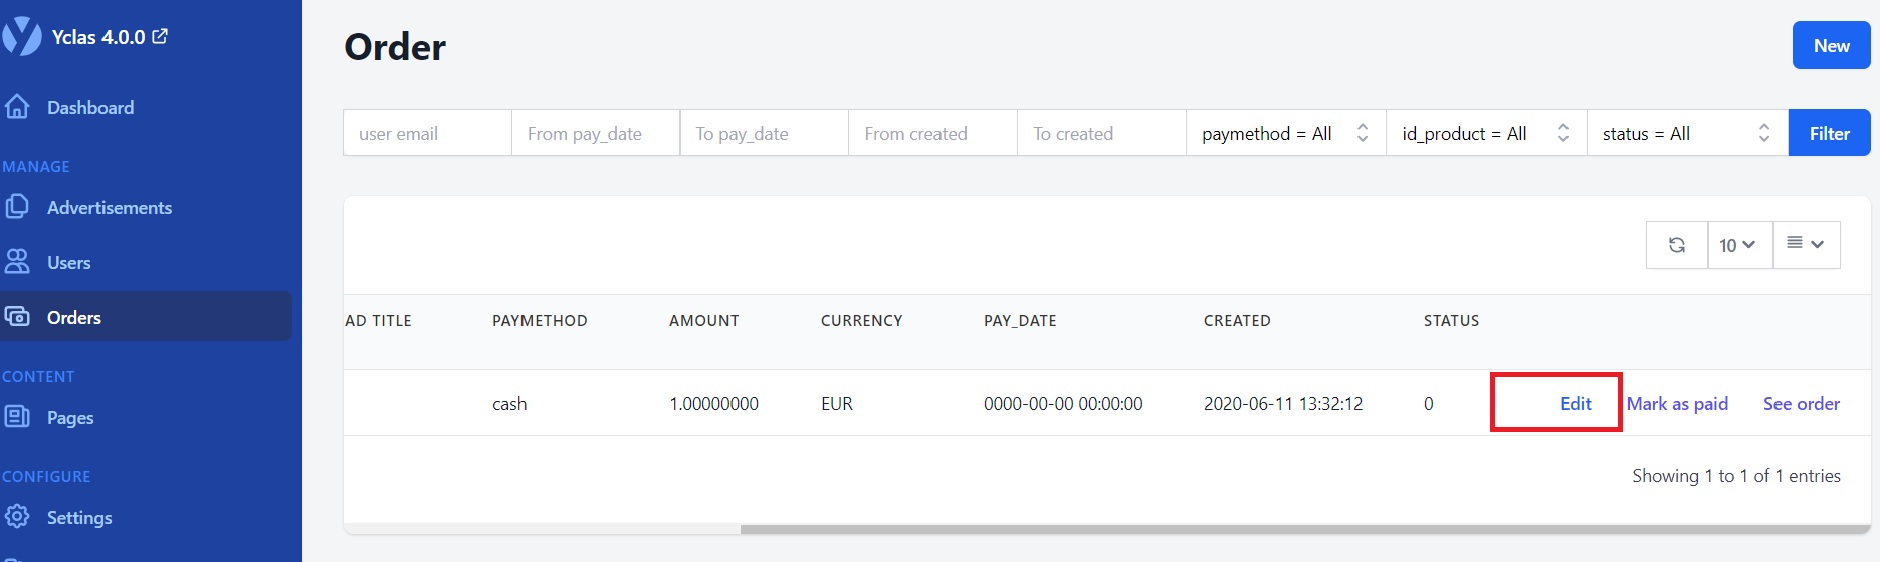 Yclas 4.0.0
Dashboard
MANAGE
Advertisements
Users
Orders
CONTENT
Pages
CONFIGURE
Settings
Order
New
user email From pay_date To pay_date From created To created paymethod = All id_product = All status = All Filter
10
AD TITLE PAYMETHOD AMOUNT CURRENCY PAY_DATE CREATED STATUS
cash 1.00000000 EUR 0000-00-00 00:00:00 2020-06-11 13:32:12 0 Edit Mark as paid See order
Showing 1 to 1 of 1 entries